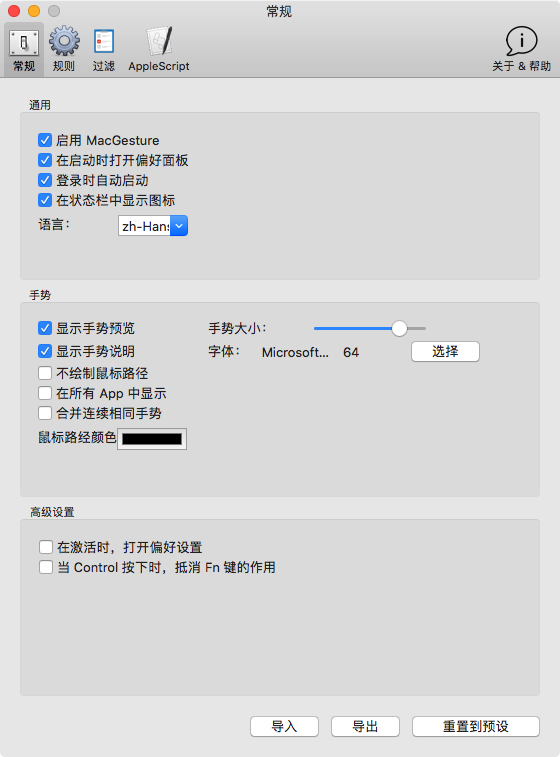 常规
常规 规则 过滤 AppleScript 关于 & 帮助
通用
启用 MacGesture
在启动时打开偏好面板
登录时自动启动
在状态栏中显示图标
语言： zh-Hans
手势
显示手势预览 手势大小：
显示手势说明 字体： Microsoft... 64 选择
不绘制鼠标路径
在所有 App 中显示
合并连续相同手势
鼠标路经颜色
高级设置
在激活时，打开偏好设置
当 Control 按下时，抵消 Fn 键的作用
导入 导出 重置到预设